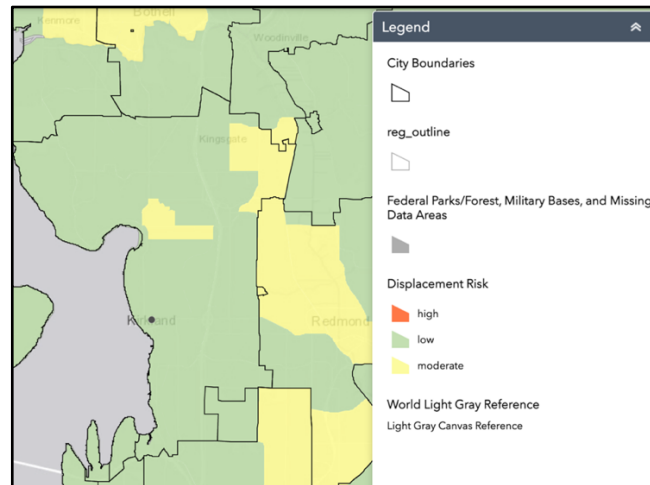 Kenmore
Bothell
Woodinville
Kingsgate
Kirkland
Redmond
Legend
City Boundaries
reg_outline
Federal Parks/Forest, Military Bases, and Missing
Data Areas
Displacement Risk
high
low
moderate
World Light Gray Reference
Light Gray Canvas Reference